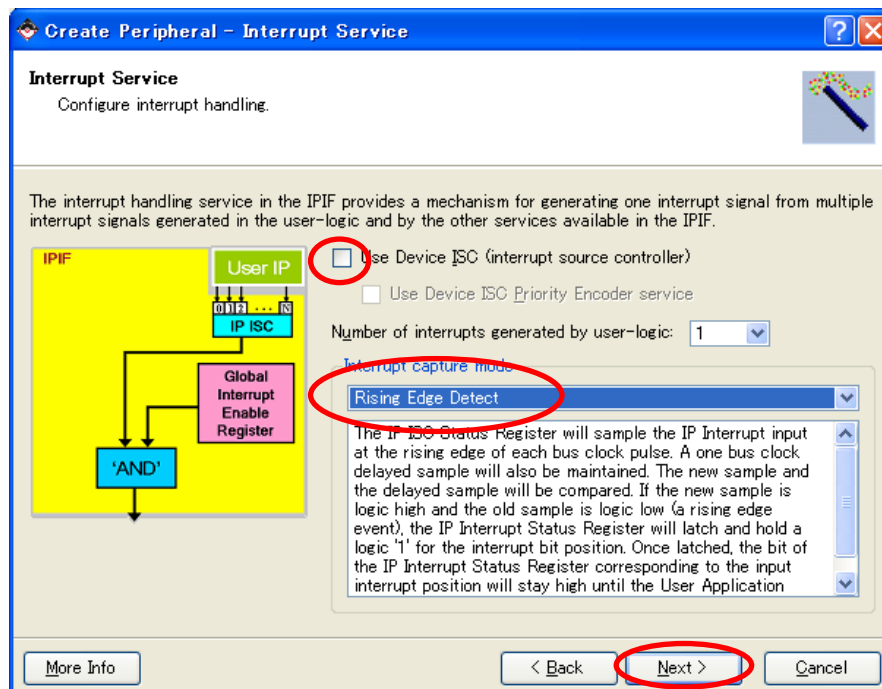 Create Peripheral - Interrupt Service
Interrupt Service
Configure interrupt handling.
The interrupt handling service in the IPIF provides a mechanism for generating one interrupt signal from multiple
interrupt signals generated in the user-logic and by the other services available in the IPIF.
IPIF
User IP
0 1 2 ... N
IP ISC
Global
Interrupt
Enable
Register
'AND'
Use Device ISC (interrupt source controller)
Use Device ISC Priority Encoder service
Number of interrupts generated by user-logic: 1
Interrupt capture mode
Rising Edge Detect
The IP ISC Status Register will sample the IP Interrupt input
at the rising edge of each bus clock pulse. A one bus clock
delayed sample will also be maintained. The new sample and
the delayed sample will be compared. If the new sample is
logic high and the old sample is logic low (a rising edge
event), the IP Interrupt Status Register will latch and hold a
logic '1' for the interrupt bit position. Once latched, the bit of
the IP Interrupt Status Register corresponding to the input
interrupt position will stay high until the User Application
More Info
< Back
Next >
Cancel